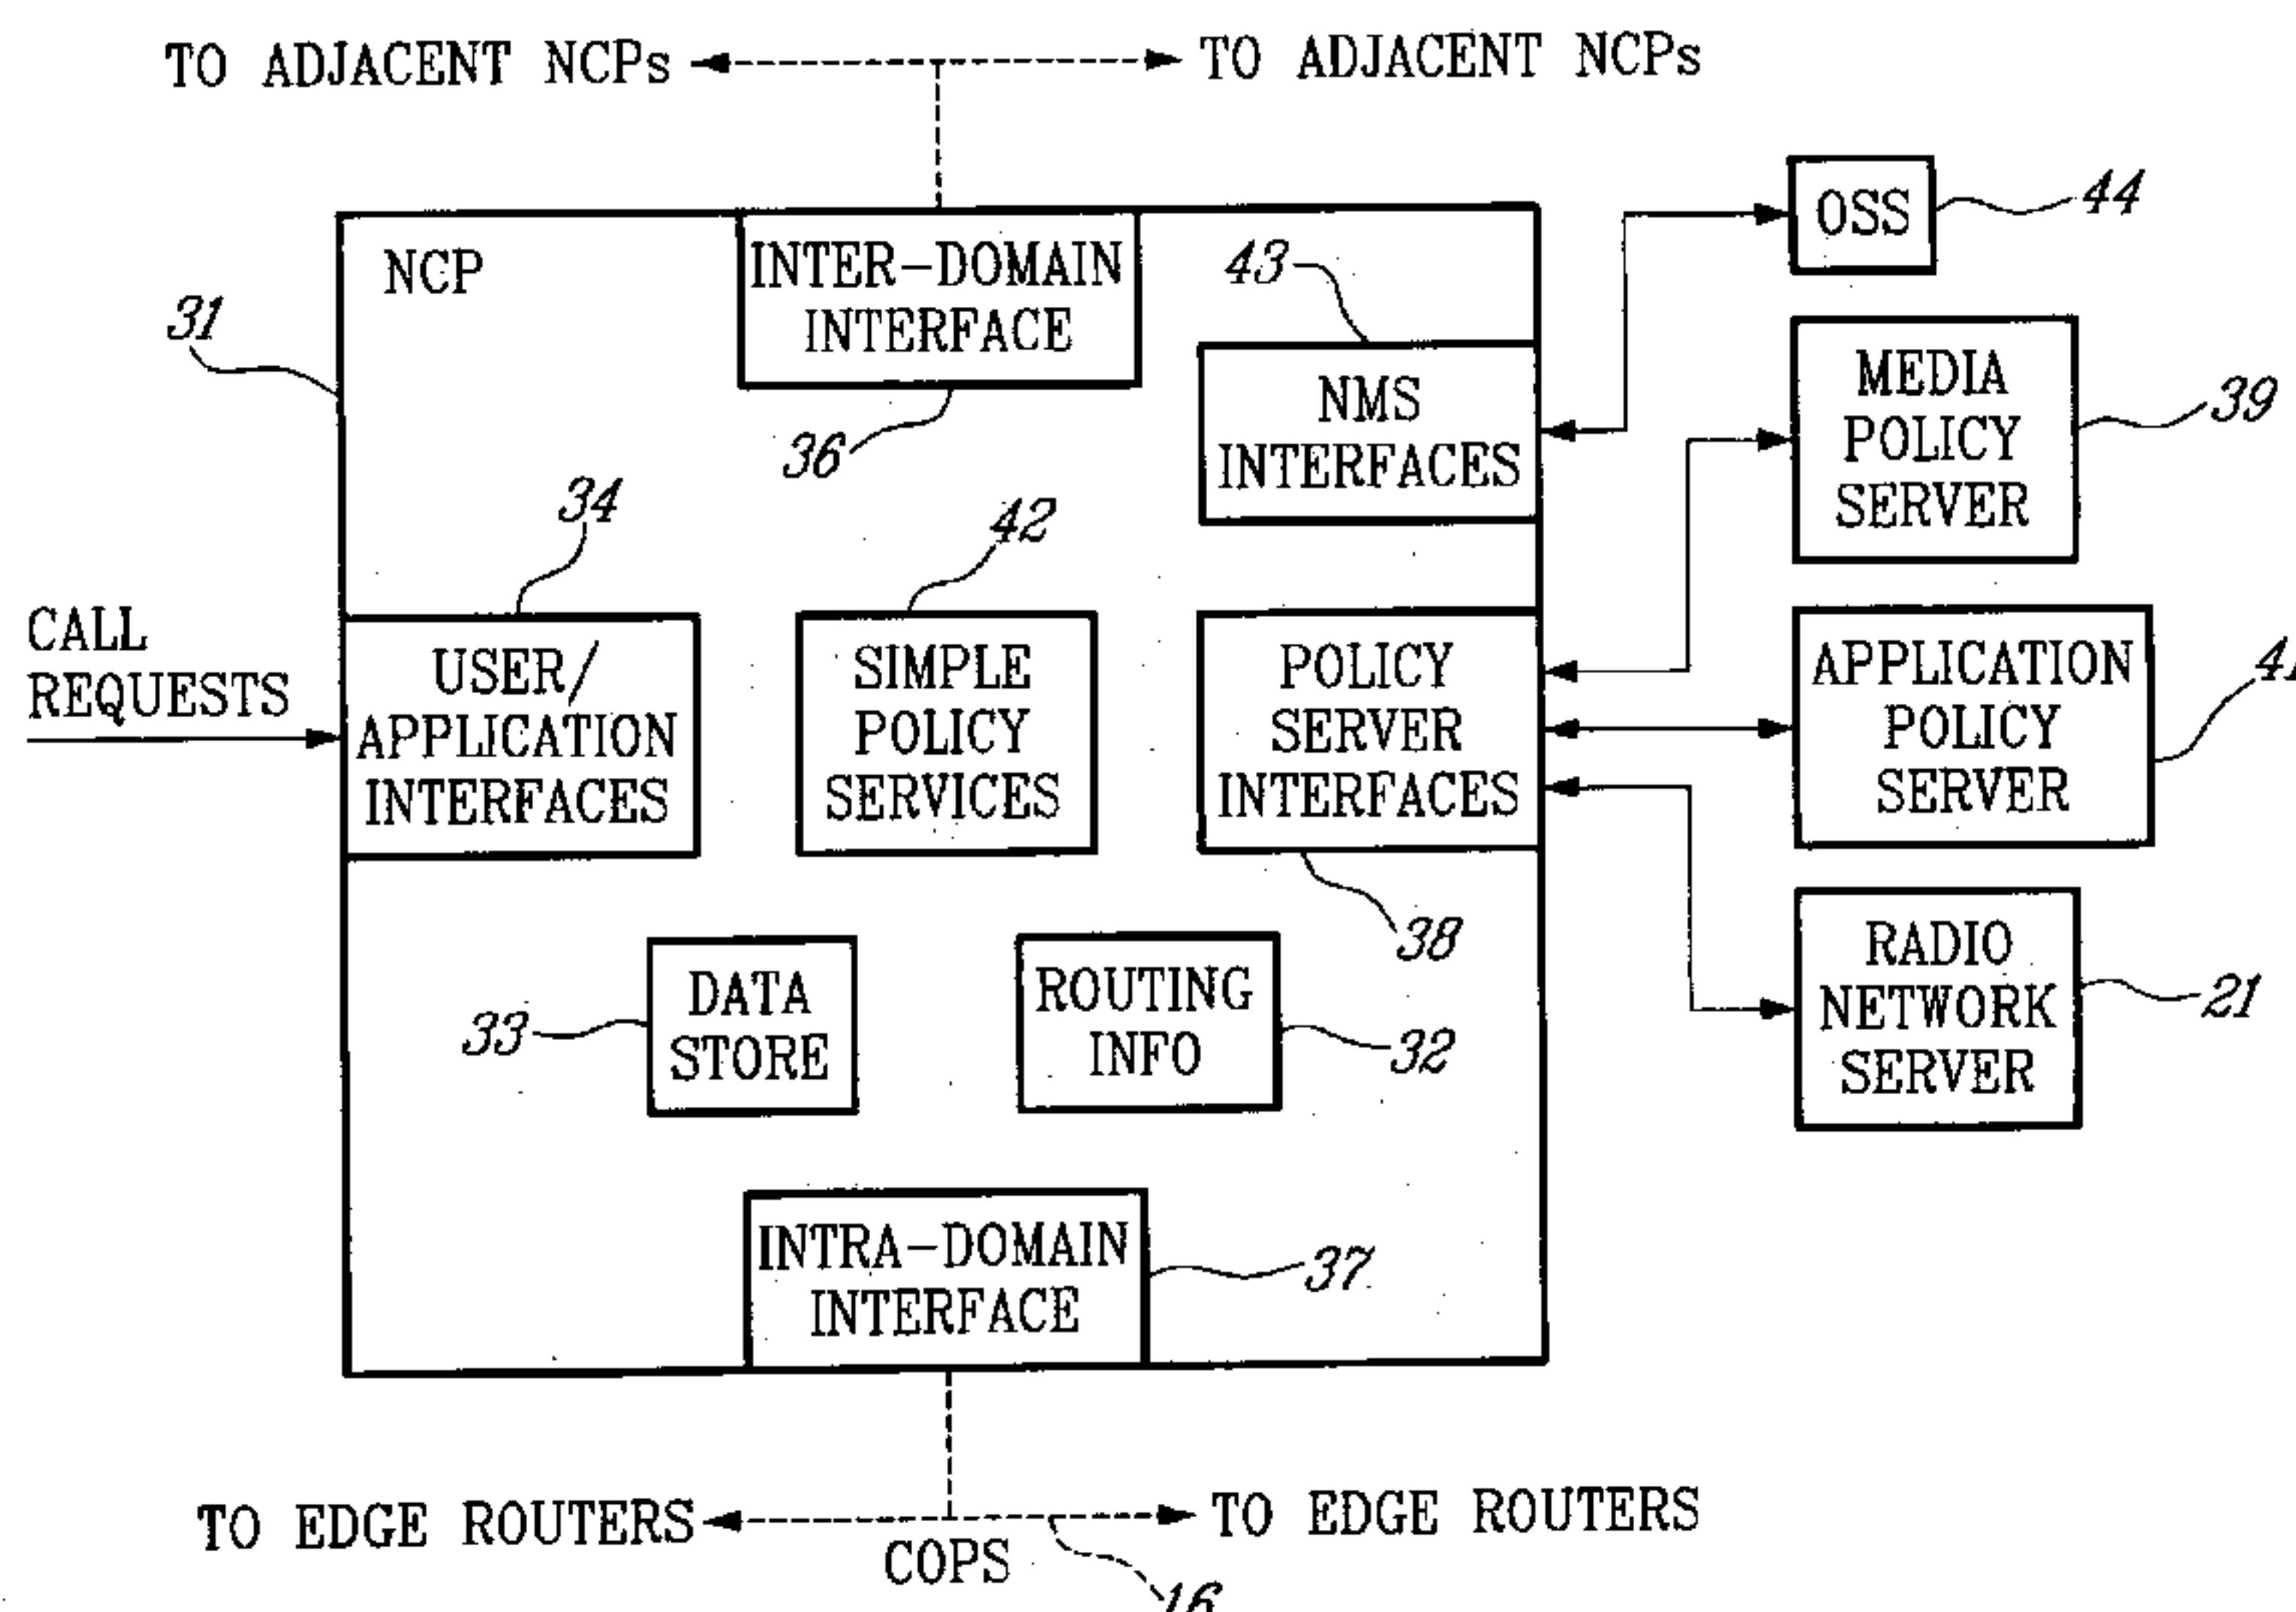 TO ADJACENT NCPs
TO ADJACENT NCPs
NCP
31
INTER-DOMAIN
INTERFACE
36
43
NMS
INTERFACES
OSS
44
MEDIA
POLICY
SERVER
39
CALL
REQUESTS
34
USER/
APPLICATION
INTERFACES
42
SIMPLE
POLICY
SERVICES
POLICY
SERVER
INTERFACES
38
APPLICATION
POLICY
SERVER
41
RADIO
NETWORK
SERVER
21
33
DATA
STORE
ROUTING
INFO
32
INTRA-DOMAIN
INTERFACE
37
TO EDGE ROUTERS
TO EDGE ROUTERS
COPS
16